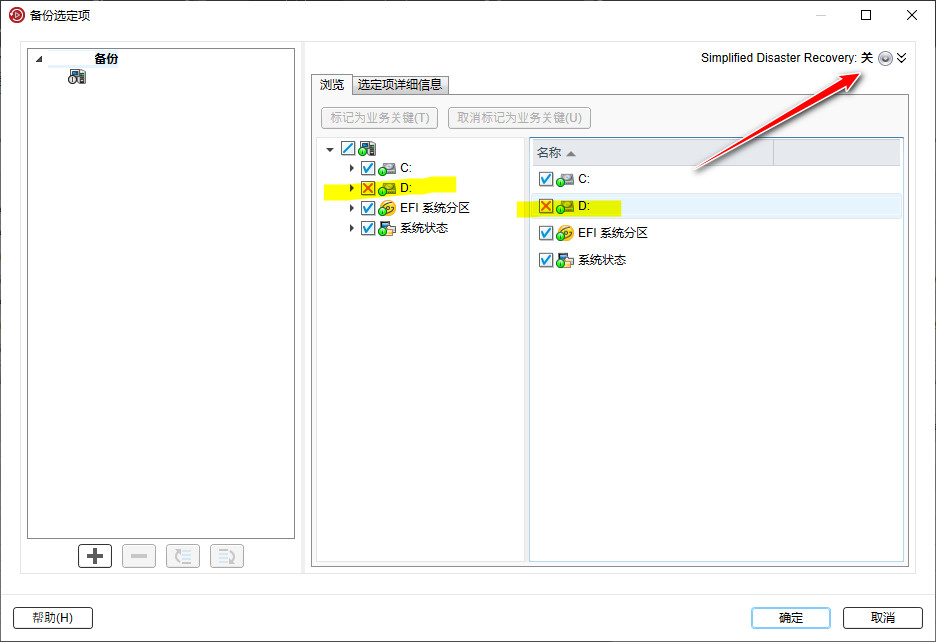 备份选定项
备份
Simplified Disaster Recovery: 关
浏览
选定项详细信息
标记为业务关键(T)
取消标记为业务关键(U)
C:
D:
EFI 系统分区
系统状态
名称
C:
D:
EFI 系统分区
系统状态
帮助(H)
确定
取消